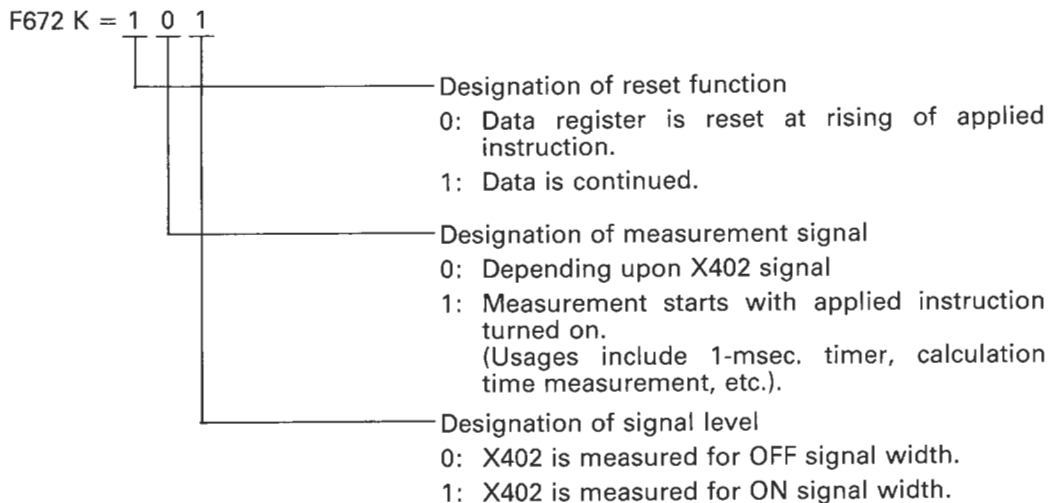 F672 K = 1 0 1
Designation of reset function
0: Data register is reset at rising of applied
instruction.
1: Data is continued.
Designation of measurement signal
0: Depending upon X402 signal
1: Measurement starts with applied instruction
turned on.
(Usages include 1-msec. timer, calculation
time measurement, etc.).
Designation of signal level
0: X402 is measured for OFF signal width.
1: X402 is measured for ON signal width.